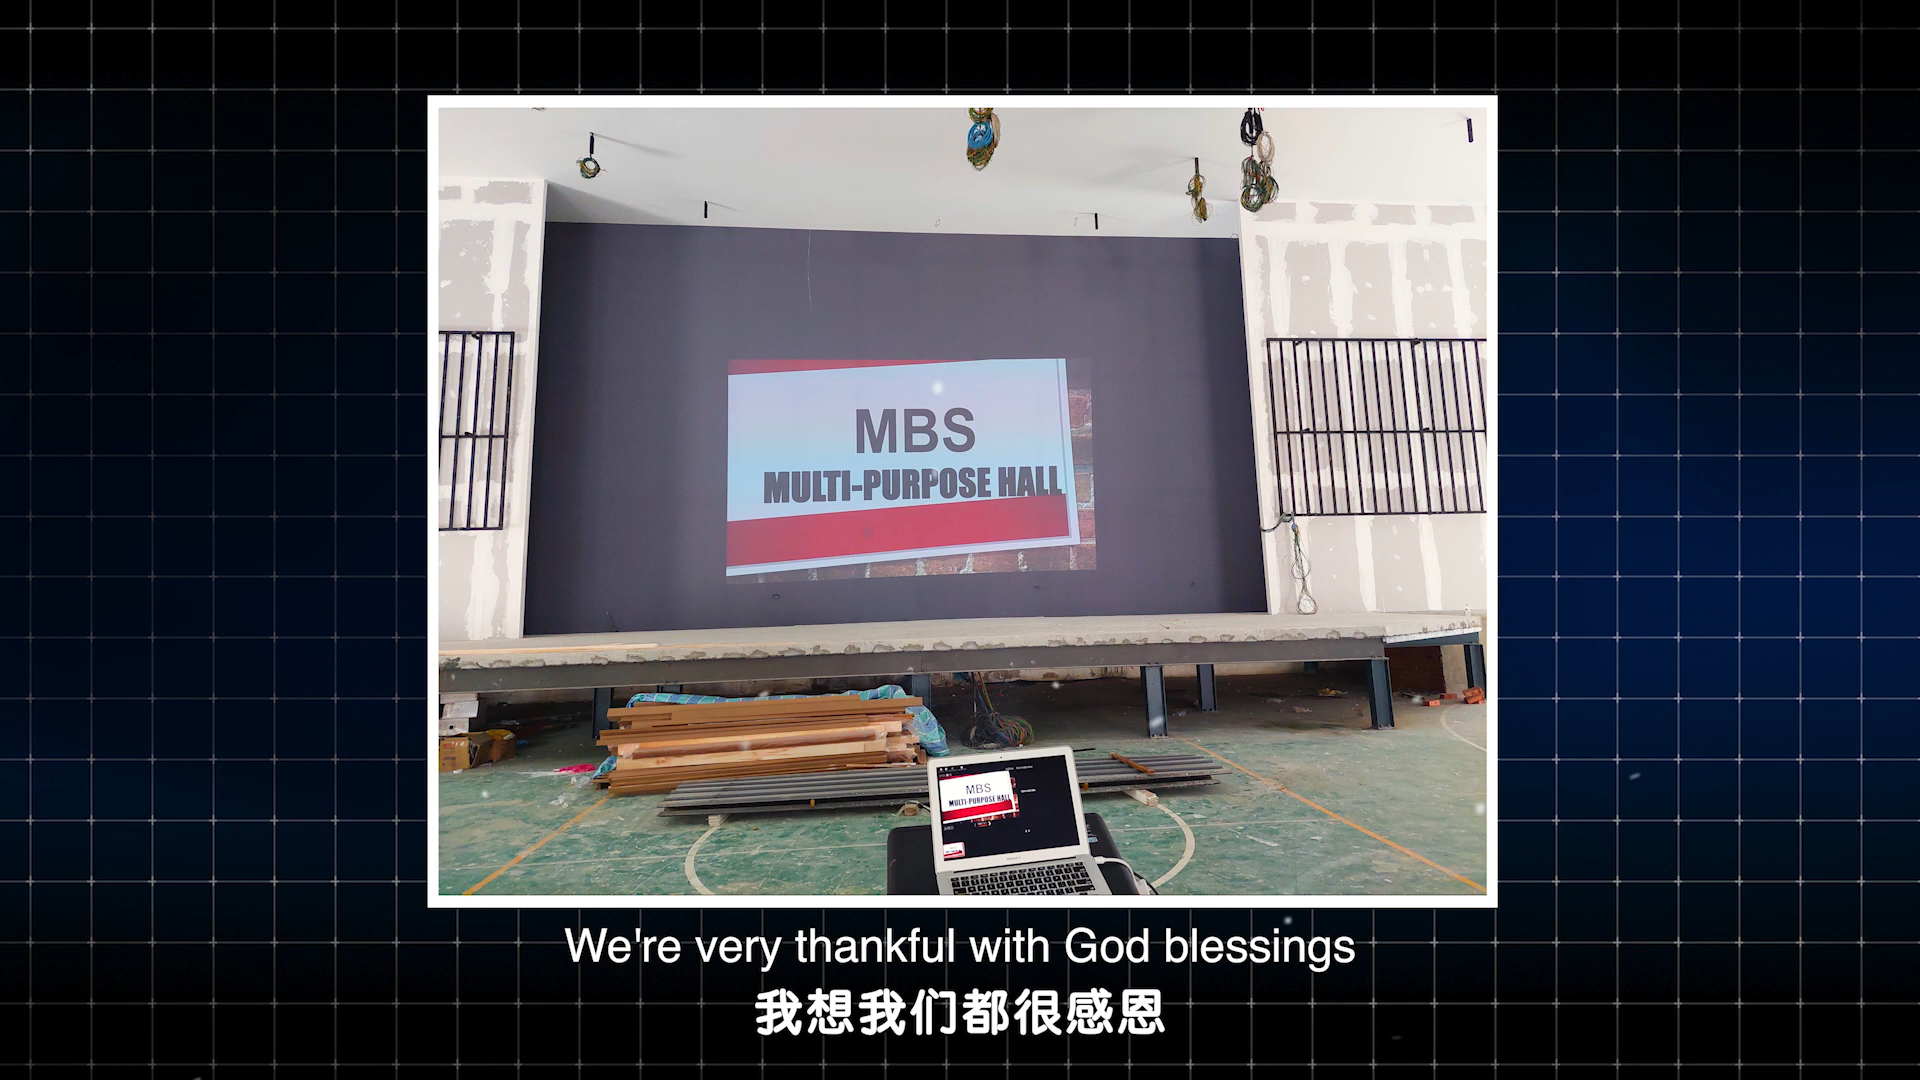 MBS
MULTI-PURPOSE HALL
MBS
MULTI-PURPOSE HALL
We're very thankful with God blessings
我想我们都很感恩